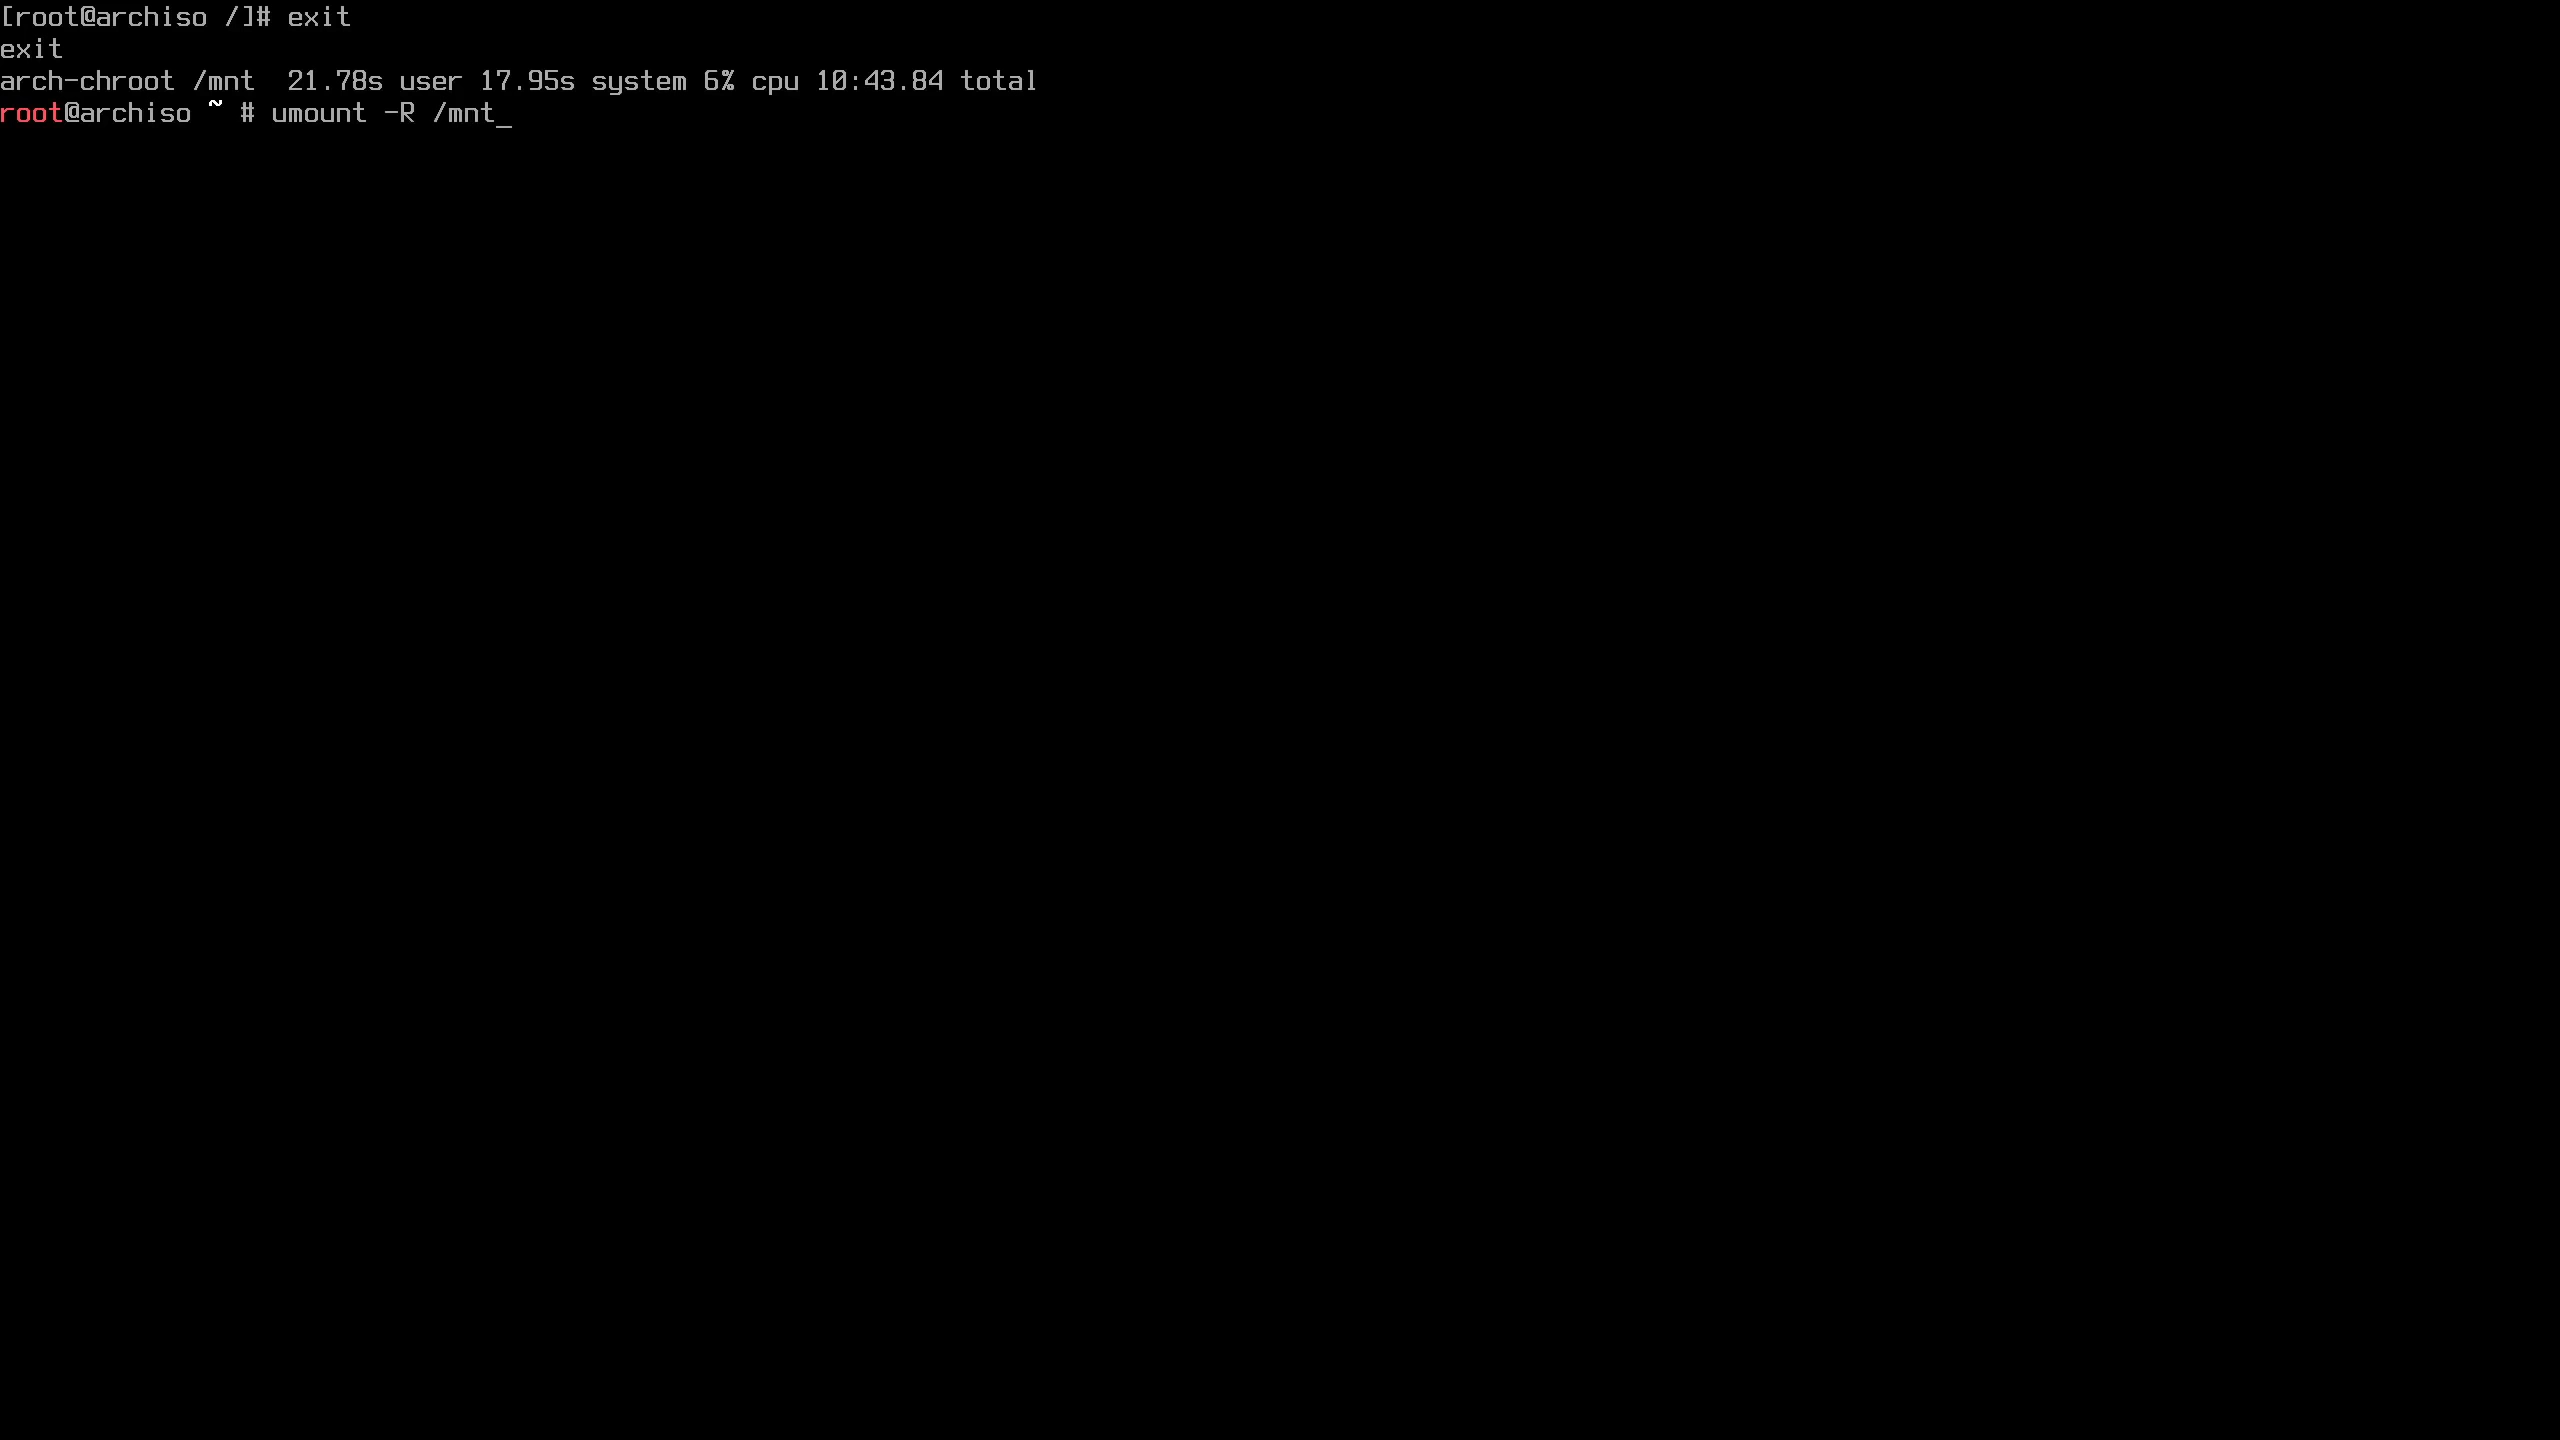 [root@archiso /]# exit
exit
arch-chroot /mnt  21.78s user 17.95s system 6% cpu 10:43.84 total
root@archiso ~ # umount -R /mnt_